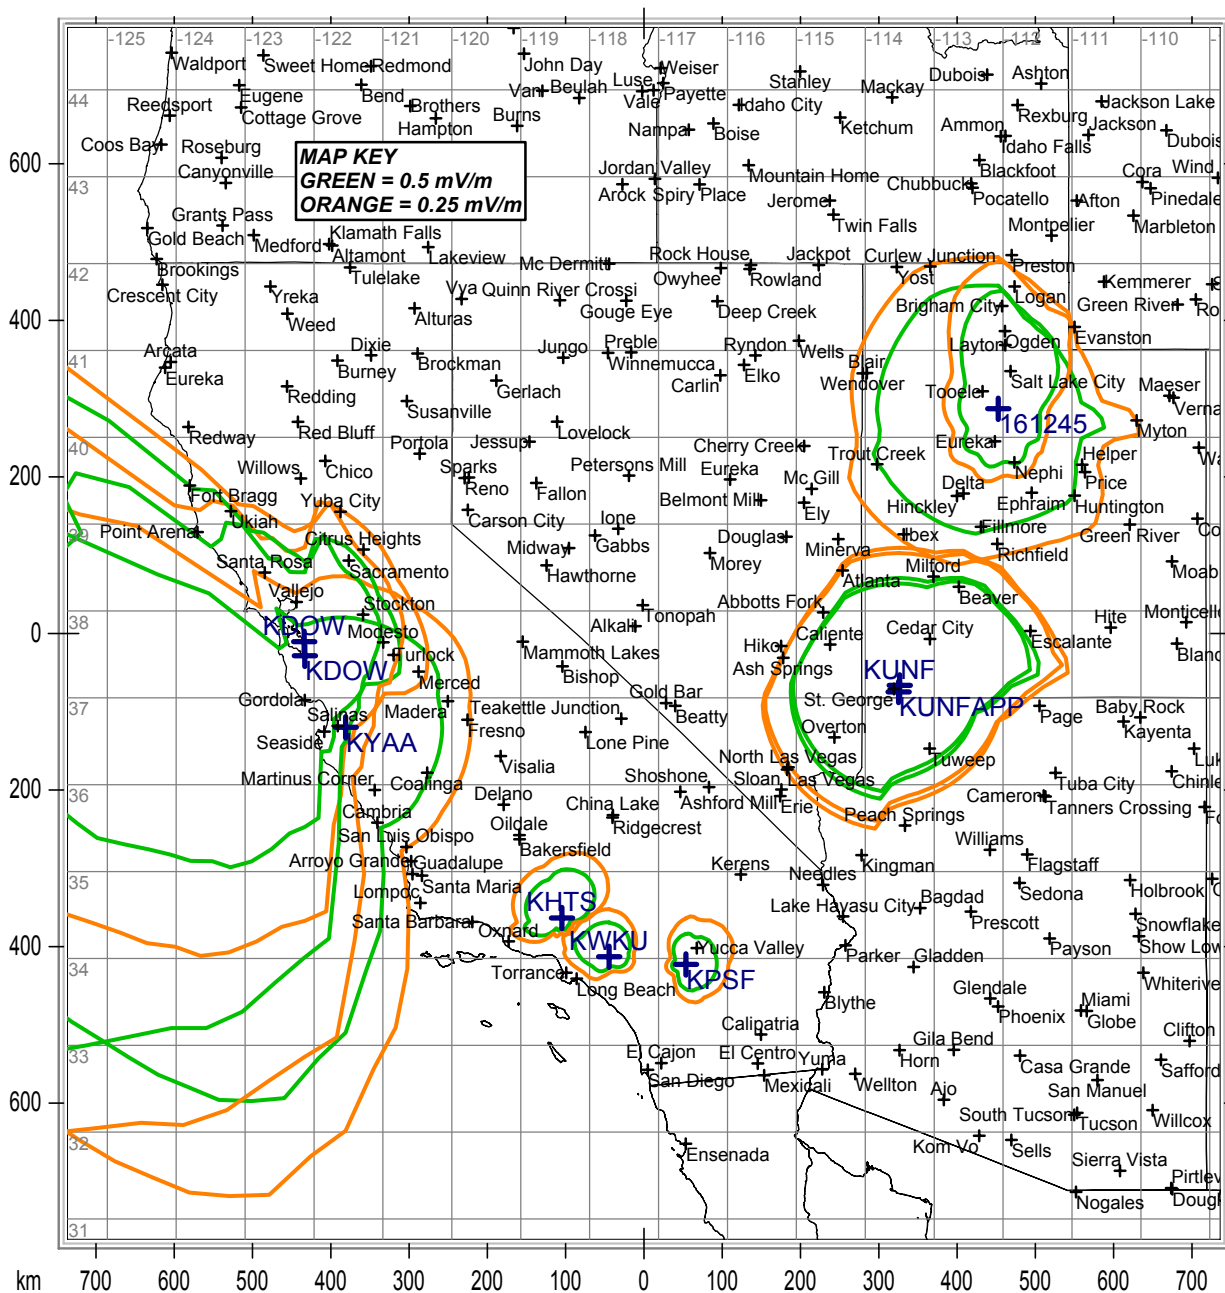 -125 -124 -123 -122 -121 -120 -119 -118 -117 -116 -115 -114 -113 -112 -111 -110
Waldport
Sweet Home
Redmond
John Day
Weiser
Stanley
Mackay
Dubois
Ashton
44
Eugene
Bend
Vans
Beulah
Luse
Vale
Payette
Reedsport
Cottage Grove
Brothers
Hampton
Burns
Idaho City
Ketchum
Rexburg
Jackson Lake
Coos Bay
Roseburg
Nampa
Boise
Ammon
Idaho Falls
Jackson
Dubois
600
Canyonville
MAP KEY
GREEN = 0.5 mV/m
ORANGE = 0.25 mV/m
Jordan Valley
Mountain Home
Blackfoot
Cora
Wind
43
Arock
Spiry
Place
Jerome
Chubbuck
Pocatello
Afton
Pinedale
Grants Pass
Twin Falls
Montpelier
Marbleton
Gold Beach
Medford
Klamath Falls
Altamont
Lakeview
Rock House
Jackpot
Curlew Junction
Preston
42
Brookings
Tulelake
Mc Dermitt
Owyhee
Rowland
Yost
Crescent City
Yreka
Vya
Quinn River Crossi
Logan
Kemmerer
Brigham City
Green River
Ro
400
Weed
Alturas
Gouge Eye
Deep Creek
Arcata
Dixie
Preble
Ryndon
Wells
Layton
Ogden
Evanston
41
Eureka
Burney
Brockman
Jungo
Winnemucca
Elko
Blair
Wendover
Redding
Gerlach
Carlin
Tooele
Salt Lake City
Maeser
Susanville
161245
Verna
Redway
Red Bluff
Portola
Jessup
Lovelock
Cherry Creek
Eureka
Myton
40
Willows
Chico
Sparks
Reno
Petersons Mill
Eureka
Trout Creek
Mc Gill
Helper
200
Fort Bragg
Yuba City
Fallon
Nephi
Price
Delta
Belmont Mill
Ephraim
Huntington
Point Arena
Ukiah
Carson City
Ione
Ely
Hinckley
39
Citrus Heights
Midway
Gabbs
Douglas
Ibex
Fillmore
Green River
Santa Rosa
Sacramento
Hawthorne
Morey
Minerva
Richfield
Vallejo
Atlanta
Milford
Moab
Stockton
Tonopah
Abbotts Fork
Beaver
38
KDOW
Modesto
Alkali
Caliente
Cedar City
Hite
Monticell
0
KDOW
Turlock
Mammoth Lakes
Hiko
Escalante
Merced
Bishop
Ash Springs
KUNF
Bland
Gordola
Madera
Gold Bar
St. George
KUNFAPP
37
Salinas
Teakettle Junction
Beatty
Page
Baby Rock
Seaside
KYAA
Fresno
Overton
Kayenta
Lone Pine
North Las Vegas
Tuweep
Luk
Martinus Corner
Coalinga
Visalia
Shoshone
Sloan
Las Vegas
Tuba City
Chinle
200
36
Delano
Ashford Mill
Erie
Cameron
Tanners Crossing
Cambria
China Lake
Peach Springs
San Luis Obispo
Oildale
Ridgecrest
Williams
Arroyo Grande
Guadalupe
Bakersfield
Kerens
Kingman
Flagstaff
35
Lompoc
Santa Maria
Needles
Sedona
Holbrook
KHTS
Bagdad
Santa Barbara
Lake Havasu City
Prescott
Snowflake
400
Oxnard
KWKU
Yucca Valley
Parker
Payson
Show Low
34
Torrance
KPSF
Gladden
Whiterive
Long Beach
Blythe
Glendale
Miami
Phoenix
Globe
Calipatria
Clifton
33
El Cajon
El Centro
Yuma
Gila Bend
Horn
Casa Grande
Safford
San Diego
Mexicali
Wellton
San Manuel
600
Ajo
South Tucson
Tucson
Willcox
32
Ensenada
Kom Vo
Sells
Sierra Vista
Nogales
Pirtlev
Doug
31
km 700 600 500 400 300 200 100 0 100 200 300 400 500 600 700